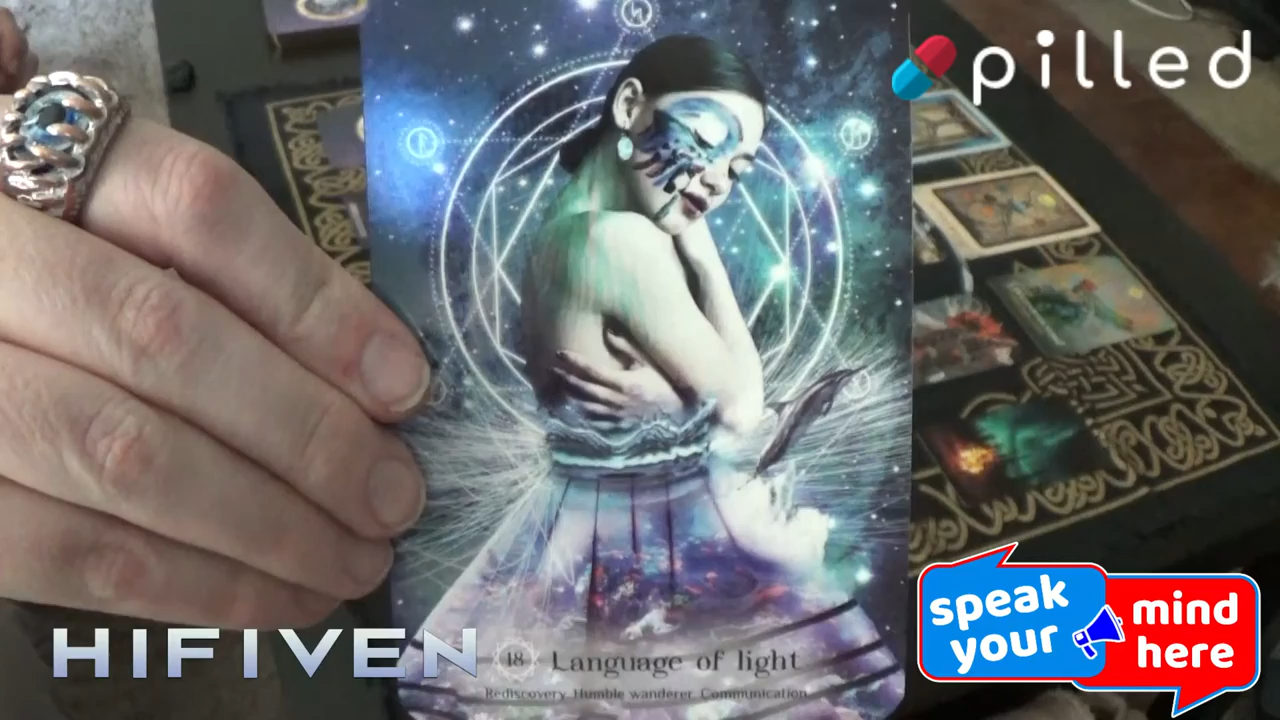 pilled
speak
your
mind
here
HIFIVEN
18 Language of light
Rediscovery Humble wanderer Communication